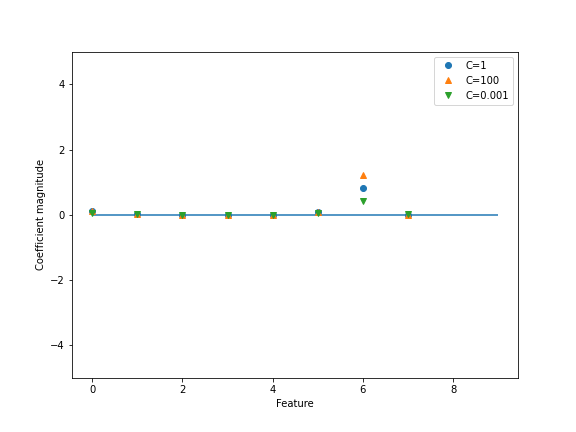 C=1
C=100
C=0.001
4
2
0
−2
−4
Coefficient magnitude
0 2 4 6 8
Feature